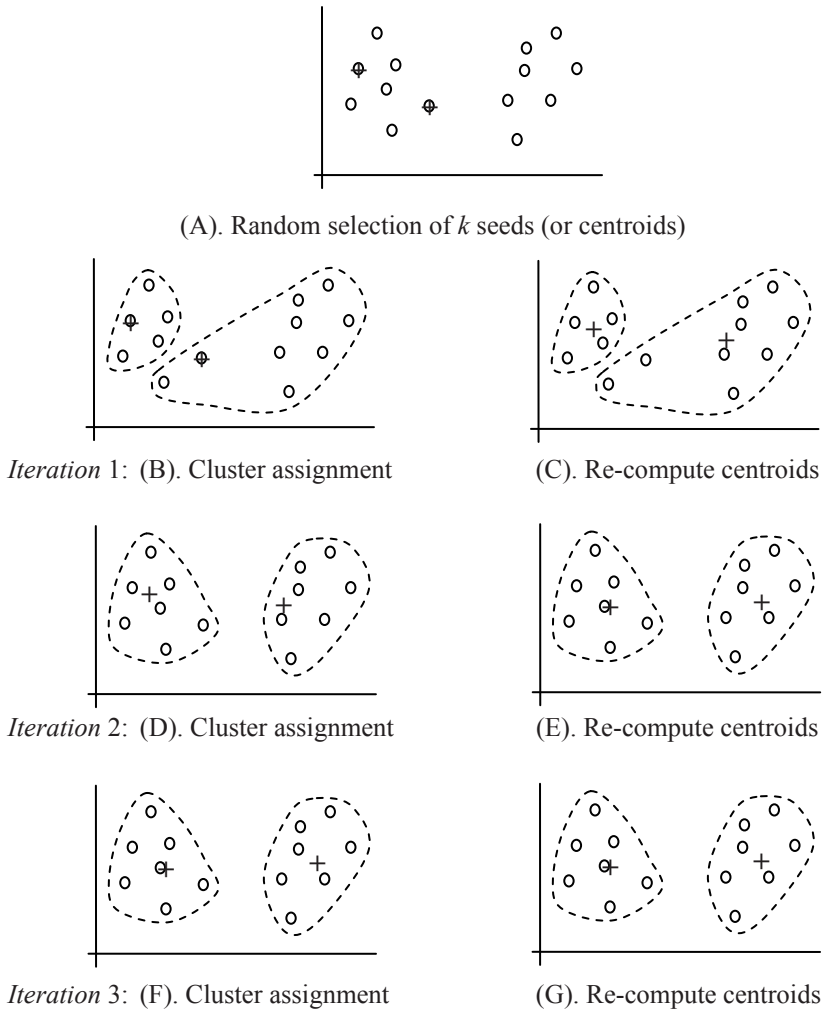 (A). Random selection of k seeds (or centroids)
Iteration 1: (B). Cluster assignment
(C). Re-compute centroids
Iteration 2: (D). Cluster assignment
(E). Re-compute centroids
Iteration 3: (F). Cluster assignment
(G). Re-compute centroids